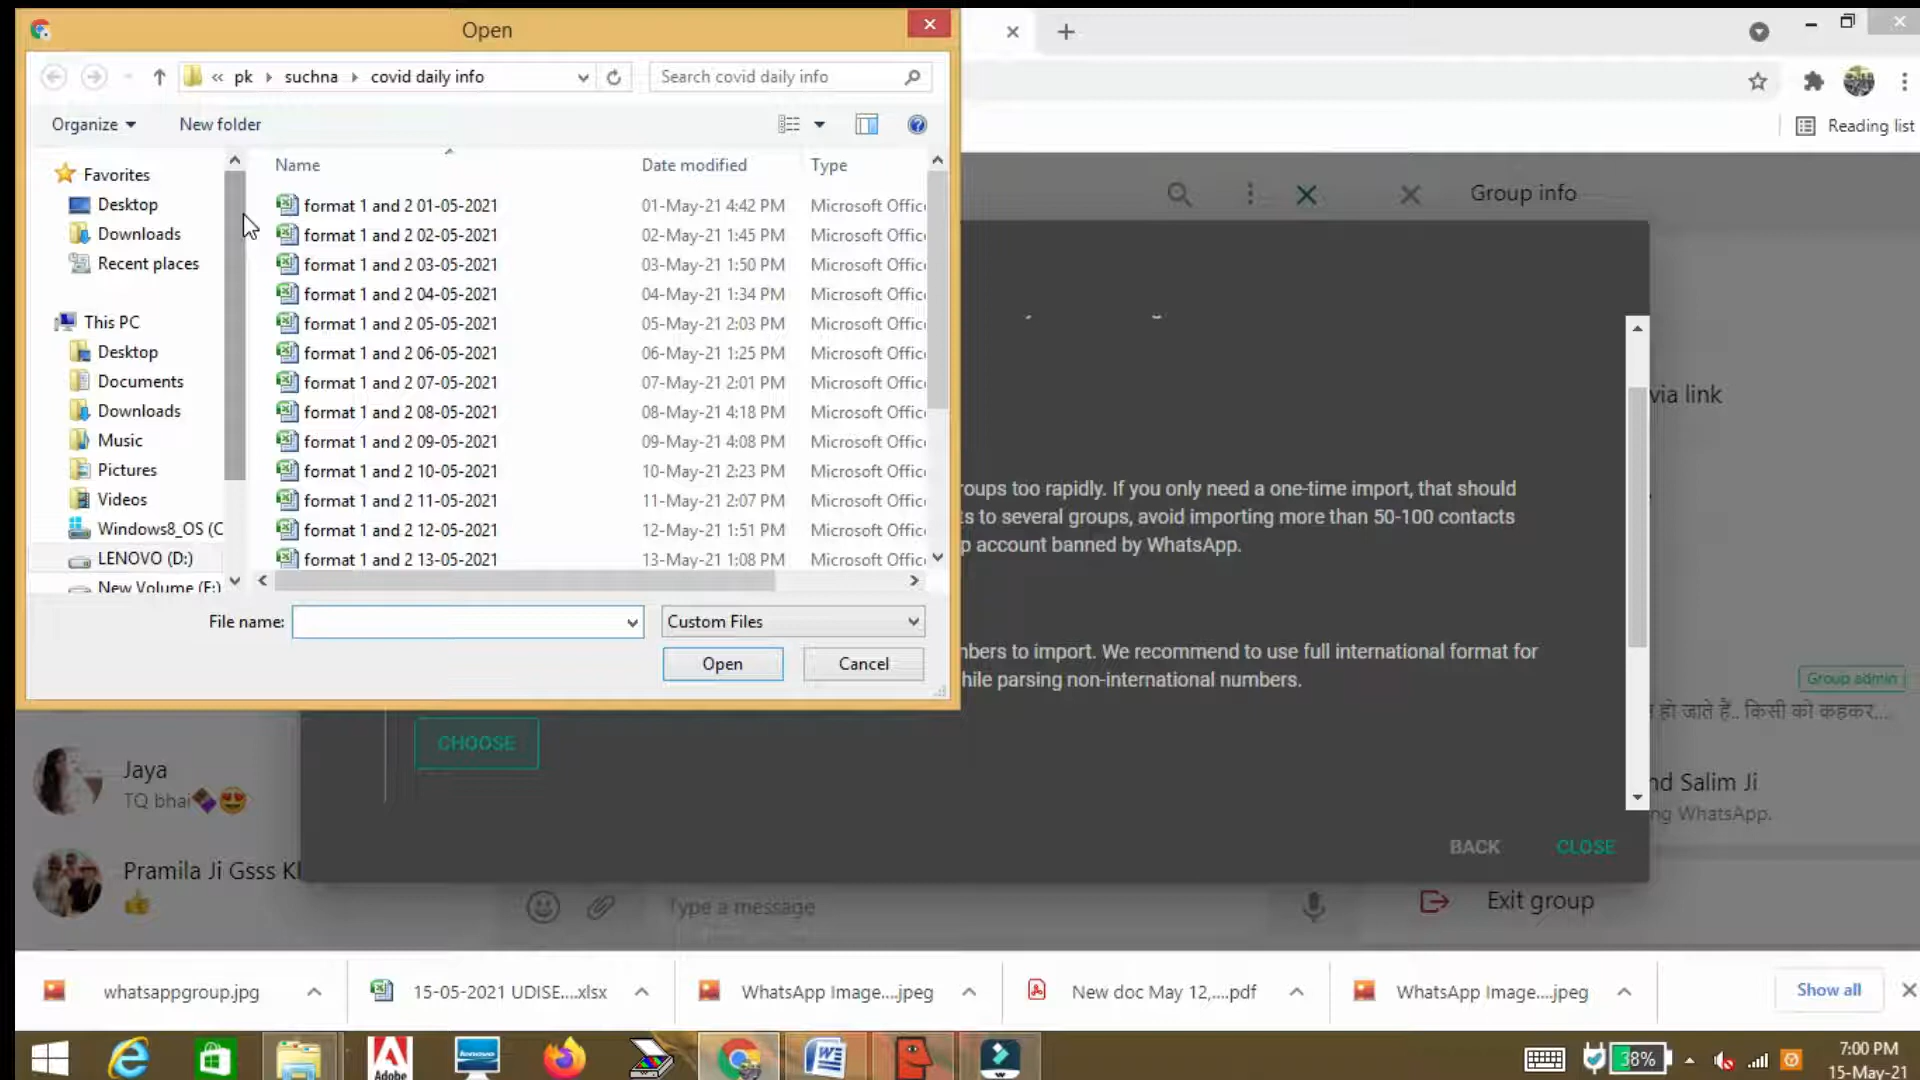 Open
« pk suchna covid daily info
Search covid daily info
Organize
New folder
Name
Date modified
Type
Favorites
Desktop
Downloads
Recent places
This PC
Desktop
Documents
Downloads
Music
Pictures
Videos
Windows8_OS (C
LENOVO (D:)
New Volume (E:)
format 1 and 2 01-05-2021 01-May-21 4:42 PM Microsoft Offic
format 1 and 2 02-05-2021 02-May-21 1:45 PM Microsoft Offic
format 1 and 2 03-05-2021 03-May-21 1:50 PM Microsoft Offic
format 1 and 2 04-05-2021 04-May-21 1:34 PM Microsoft Offic
format 1 and 2 05-05-2021 05-May-21 2:03 PM Microsoft Offic
format 1 and 2 06-05-2021 06-May-21 1:25 PM Microsoft Offic
format 1 and 2 07-05-2021 07-May-21 2:01 PM Microsoft Offic
format 1 and 2 08-05-2021 08-May-21 4:18 PM Microsoft Offic
format 1 and 2 09-05-2021 09-May-21 4:08 PM Microsoft Offic
format 1 and 2 10-05-2021 10-May-21 2:23 PM Microsoft Offic
format 1 and 2 11-05-2021 11-May-21 2:07 PM Microsoft Offic
format 1 and 2 12-05-2021 12-May-21 1:51 PM Microsoft Offic
format 1 and 2 13-05-2021 13-May-21 1:08 PM Microsoft Offic
File name:
Custom Files
Open
Cancel
Reading list
Group info
via link
roups too rapidly. If you only need a one-time import, that should
ts to several groups, avoid importing more than 50-100 contacts
p account banned by WhatsApp.
nbers to import. We recommend to use full international format for
hile parsing non-international numbers.
Group admin
हो जाते हैं.. किसी को कहकर...
CHOOSE
Jaya
TQ bhai
nd Salim Ji
ng WhatsApp.
BACK
CLOSE
Pramila Ji Gsss Kl
Type a message
Exit group
whatsappgroup.jpg
15-05-2021 UDISE....xlsx
WhatsApp Image....jpeg
New doc May 12,....pdf
WhatsApp Image....jpeg
Show all
Adobe
lenovo
38%
7:00 PM
15-May-21